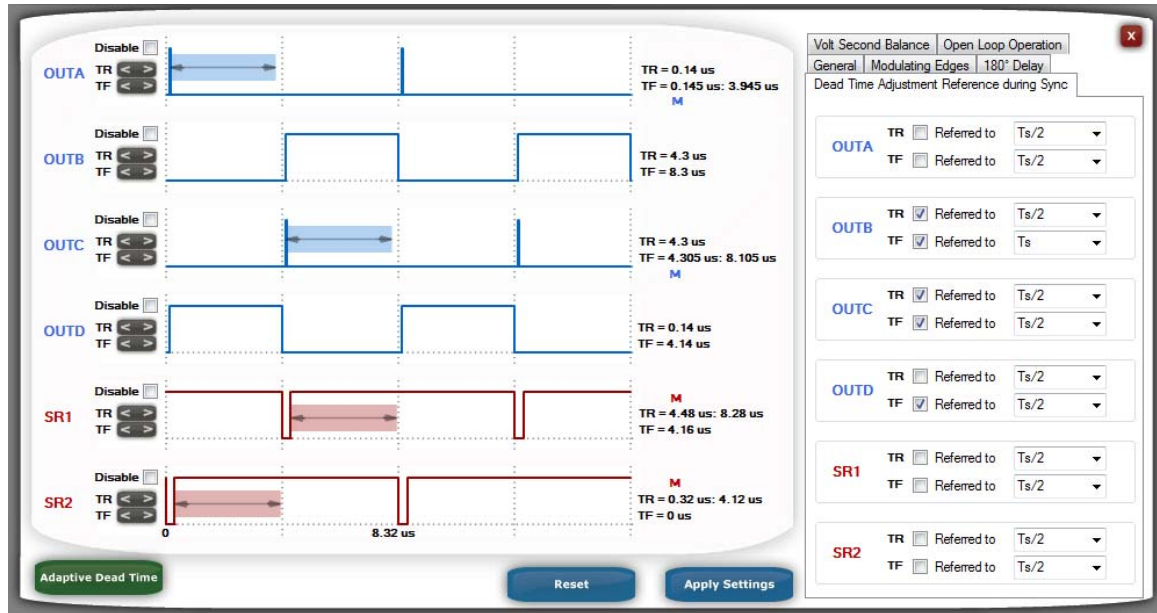 Disable
OUTA TR < >
TF < >
TR = 0.14 us
TF = 0.145 us: 3.945 us
M
Disable
OUTB TR < >
TF < >
TR = 4.3 us
TF = 8.3 us
Disable
OUTC TR < >
TF < >
TR = 4.3 us
TF = 4.305 us: 8.105 us
M
Disable
OUTD TR < >
TF < >
TR = 0.14 us
TF = 4.14 us
Disable
SR1 TR < >
TF < >
M
TR = 4.48 us: 8.28 us
TF = 4.16 us
Disable
SR2 TR < >
TF < >
M
TR = 0.32 us: 4.12 us
TF = 0 us
0 8.32 us
Adaptive Dead Time
Reset
Apply Settings
X
Volt Second Balance Open Loop Operation
General Modulating Edges 180° Delay
Dead Time Adjustment Reference during Sync
OUTA
TR Referred to Ts/2
TF Referred to Ts/2
OUTB
TR Referred to Ts/2
TF Referred to Ts
OUTC
TR Referred to Ts/2
TF Referred to Ts/2
OUTD
TR Referred to Ts/2
TF Referred to Ts/2
SR1
TR Referred to Ts/2
TF Referred to Ts/2
SR2
TR Referred to Ts/2
TF Referred to Ts/2